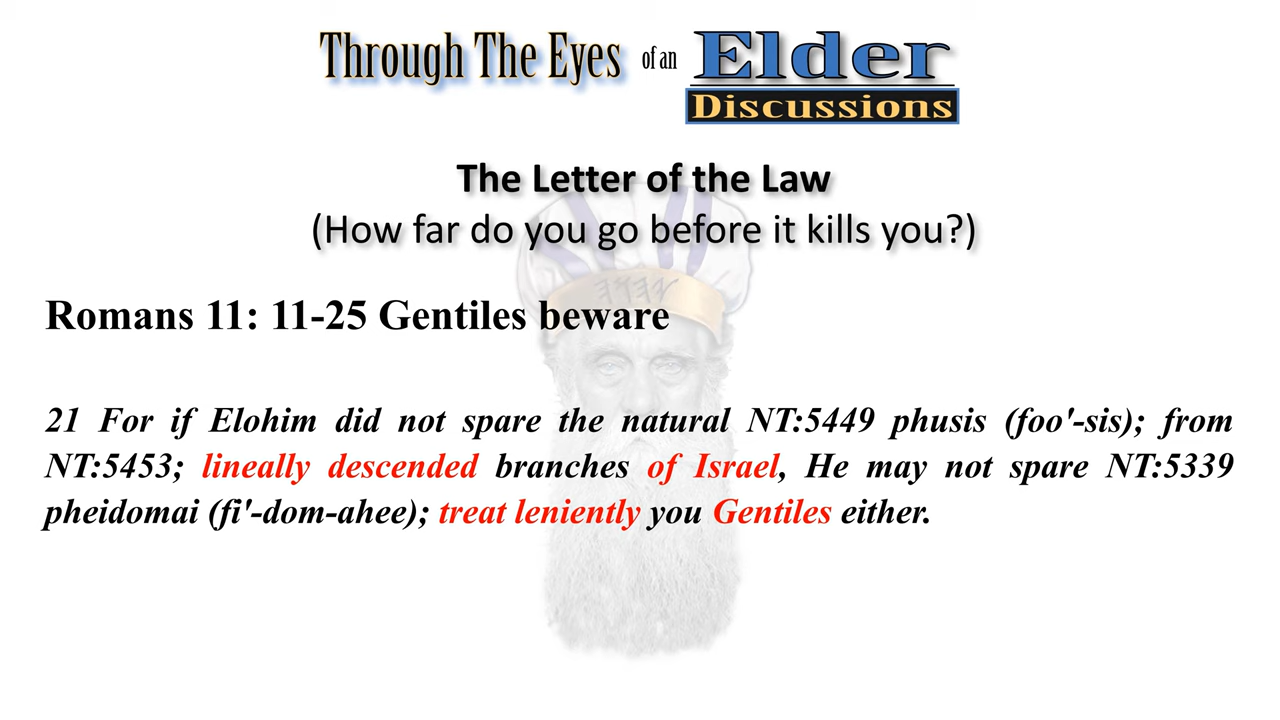 Through The Eyes of an Elder
Discussions
The Letter of the Law
(How far do you go before it kills you?)
𐤉𐤄𐤅𐤄
Romans 11: 11-25 Gentiles beware
21 For if Elohim did not spare the natural NT:5449 phusis (foo'-sis); from
NT:5453; lineally descended branches of Israel, He may not spare NT:5339
pheidomai (fi'-dom-ahee); treat leniently you Gentiles either.